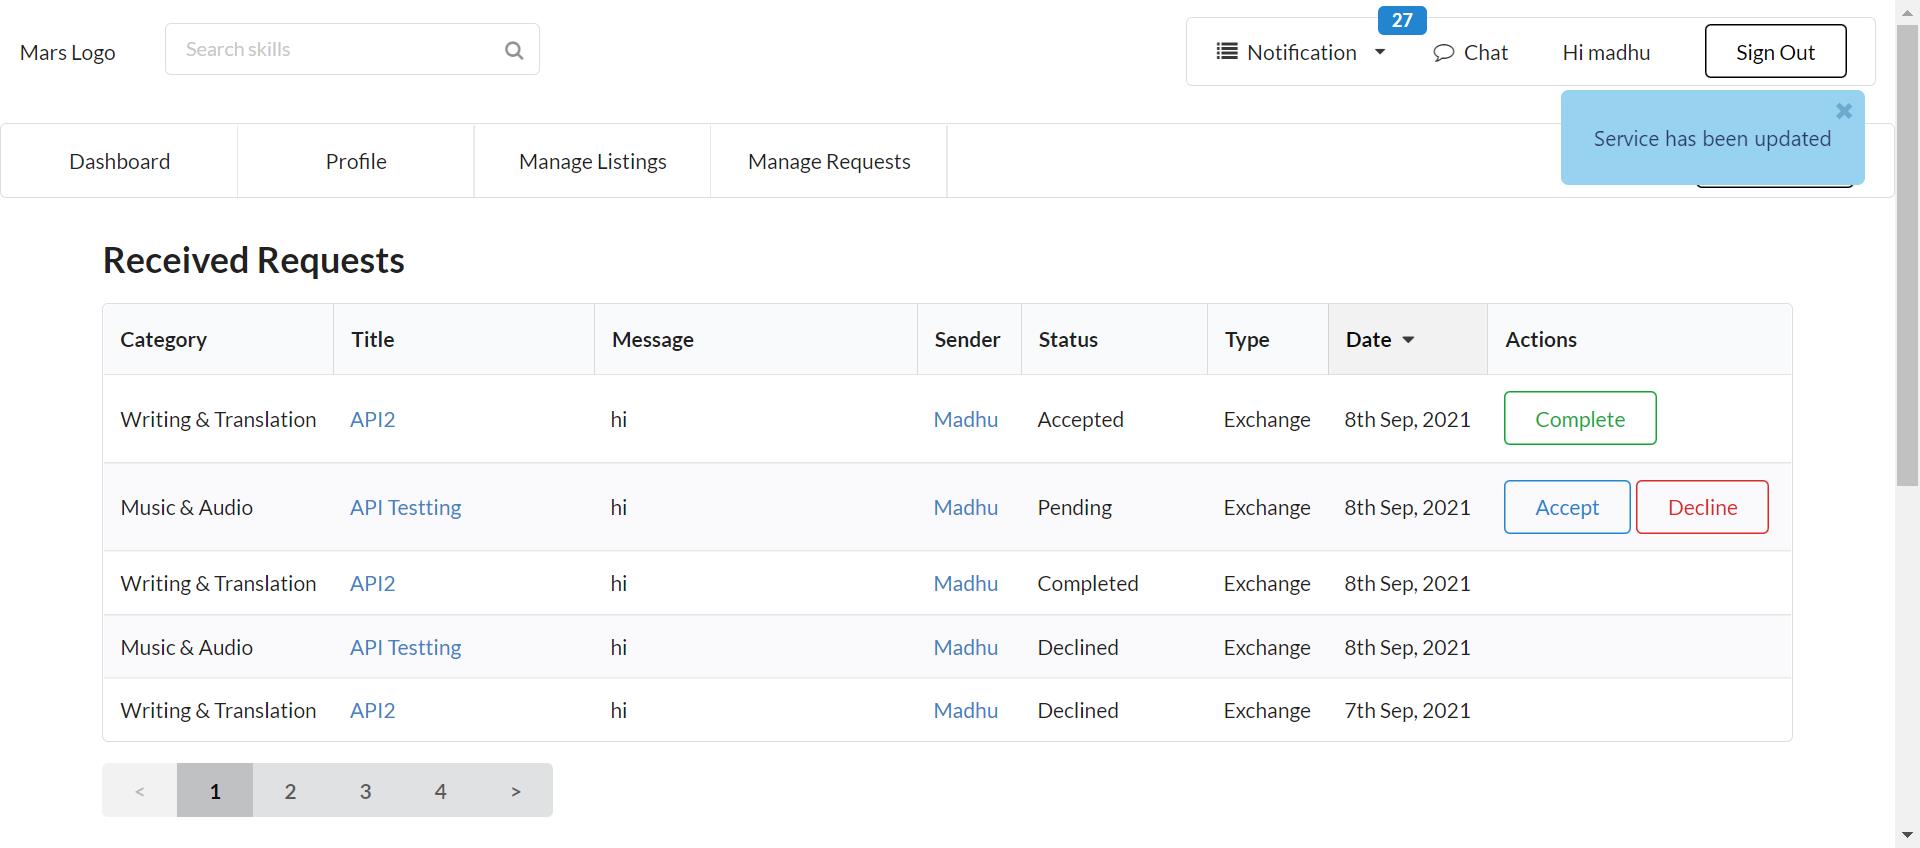 27
Mars Logo
Search skills
Notification
Chat
Hi madhu
Sign Out
Service has been updated
Dashboard
Profile
Manage Listings
Manage Requests
Received Requests
Category Title Message Sender Status Type Date Actions
Writing & Translation API2 hi Madhu Accepted Exchange 8th Sep, 2021 Complete
Music & Audio API Testting hi Madhu Pending Exchange 8th Sep, 2021 Accept Decline
Writing & Translation API2 hi Madhu Completed Exchange 8th Sep, 2021
Music & Audio API Testting hi Madhu Declined Exchange 8th Sep, 2021
Writing & Translation API2 hi Madhu Declined Exchange 7th Sep, 2021
< 1 2 3 4 >